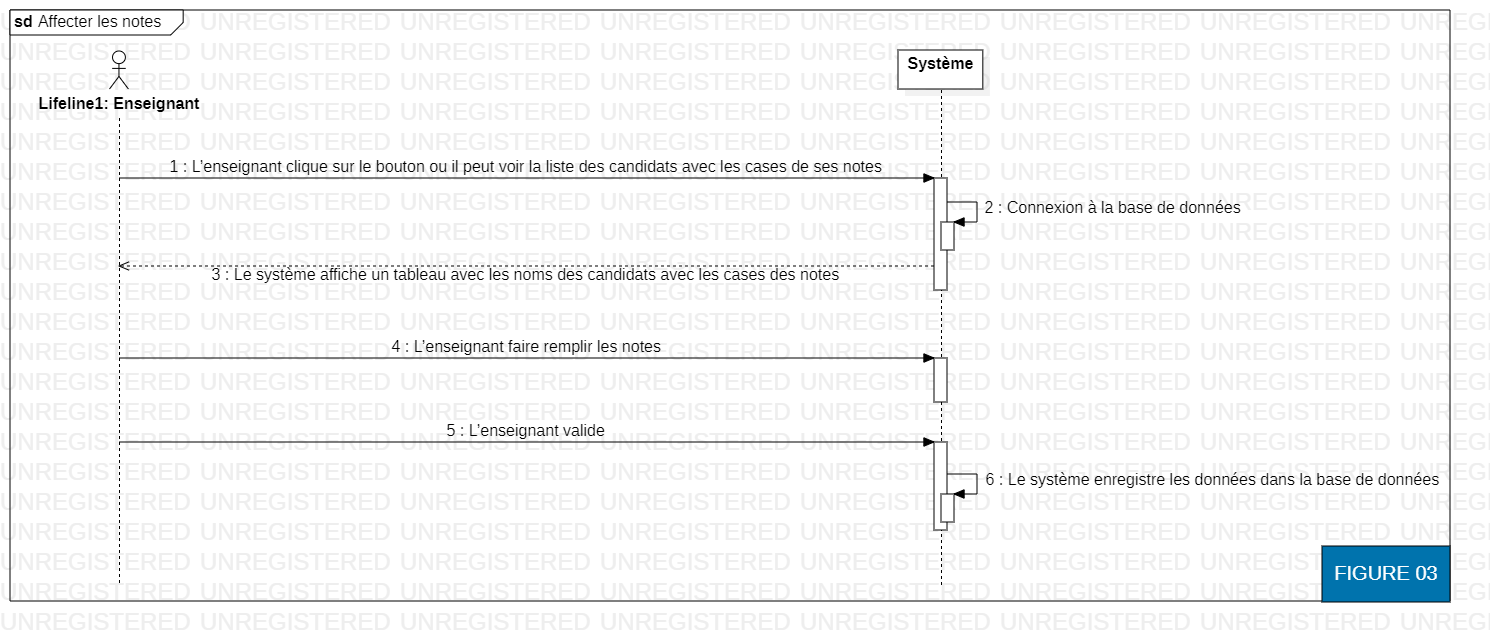 sd Affecter les notes
Lifeline1: Enseignant
Système
1 : L’enseignant clique sur le bouton ou il peut voir la liste des candidats avec les cases de ses notes
2 : Connexion à la base de données
3 : Le système affiche un tableau avec les noms des candidats avec les cases des notes
4 : L’enseignant faire remplir les notes
5 : L’enseignant valide
6 : Le système enregistre les données dans la base de données
FIGURE 03
UNREGISTERED